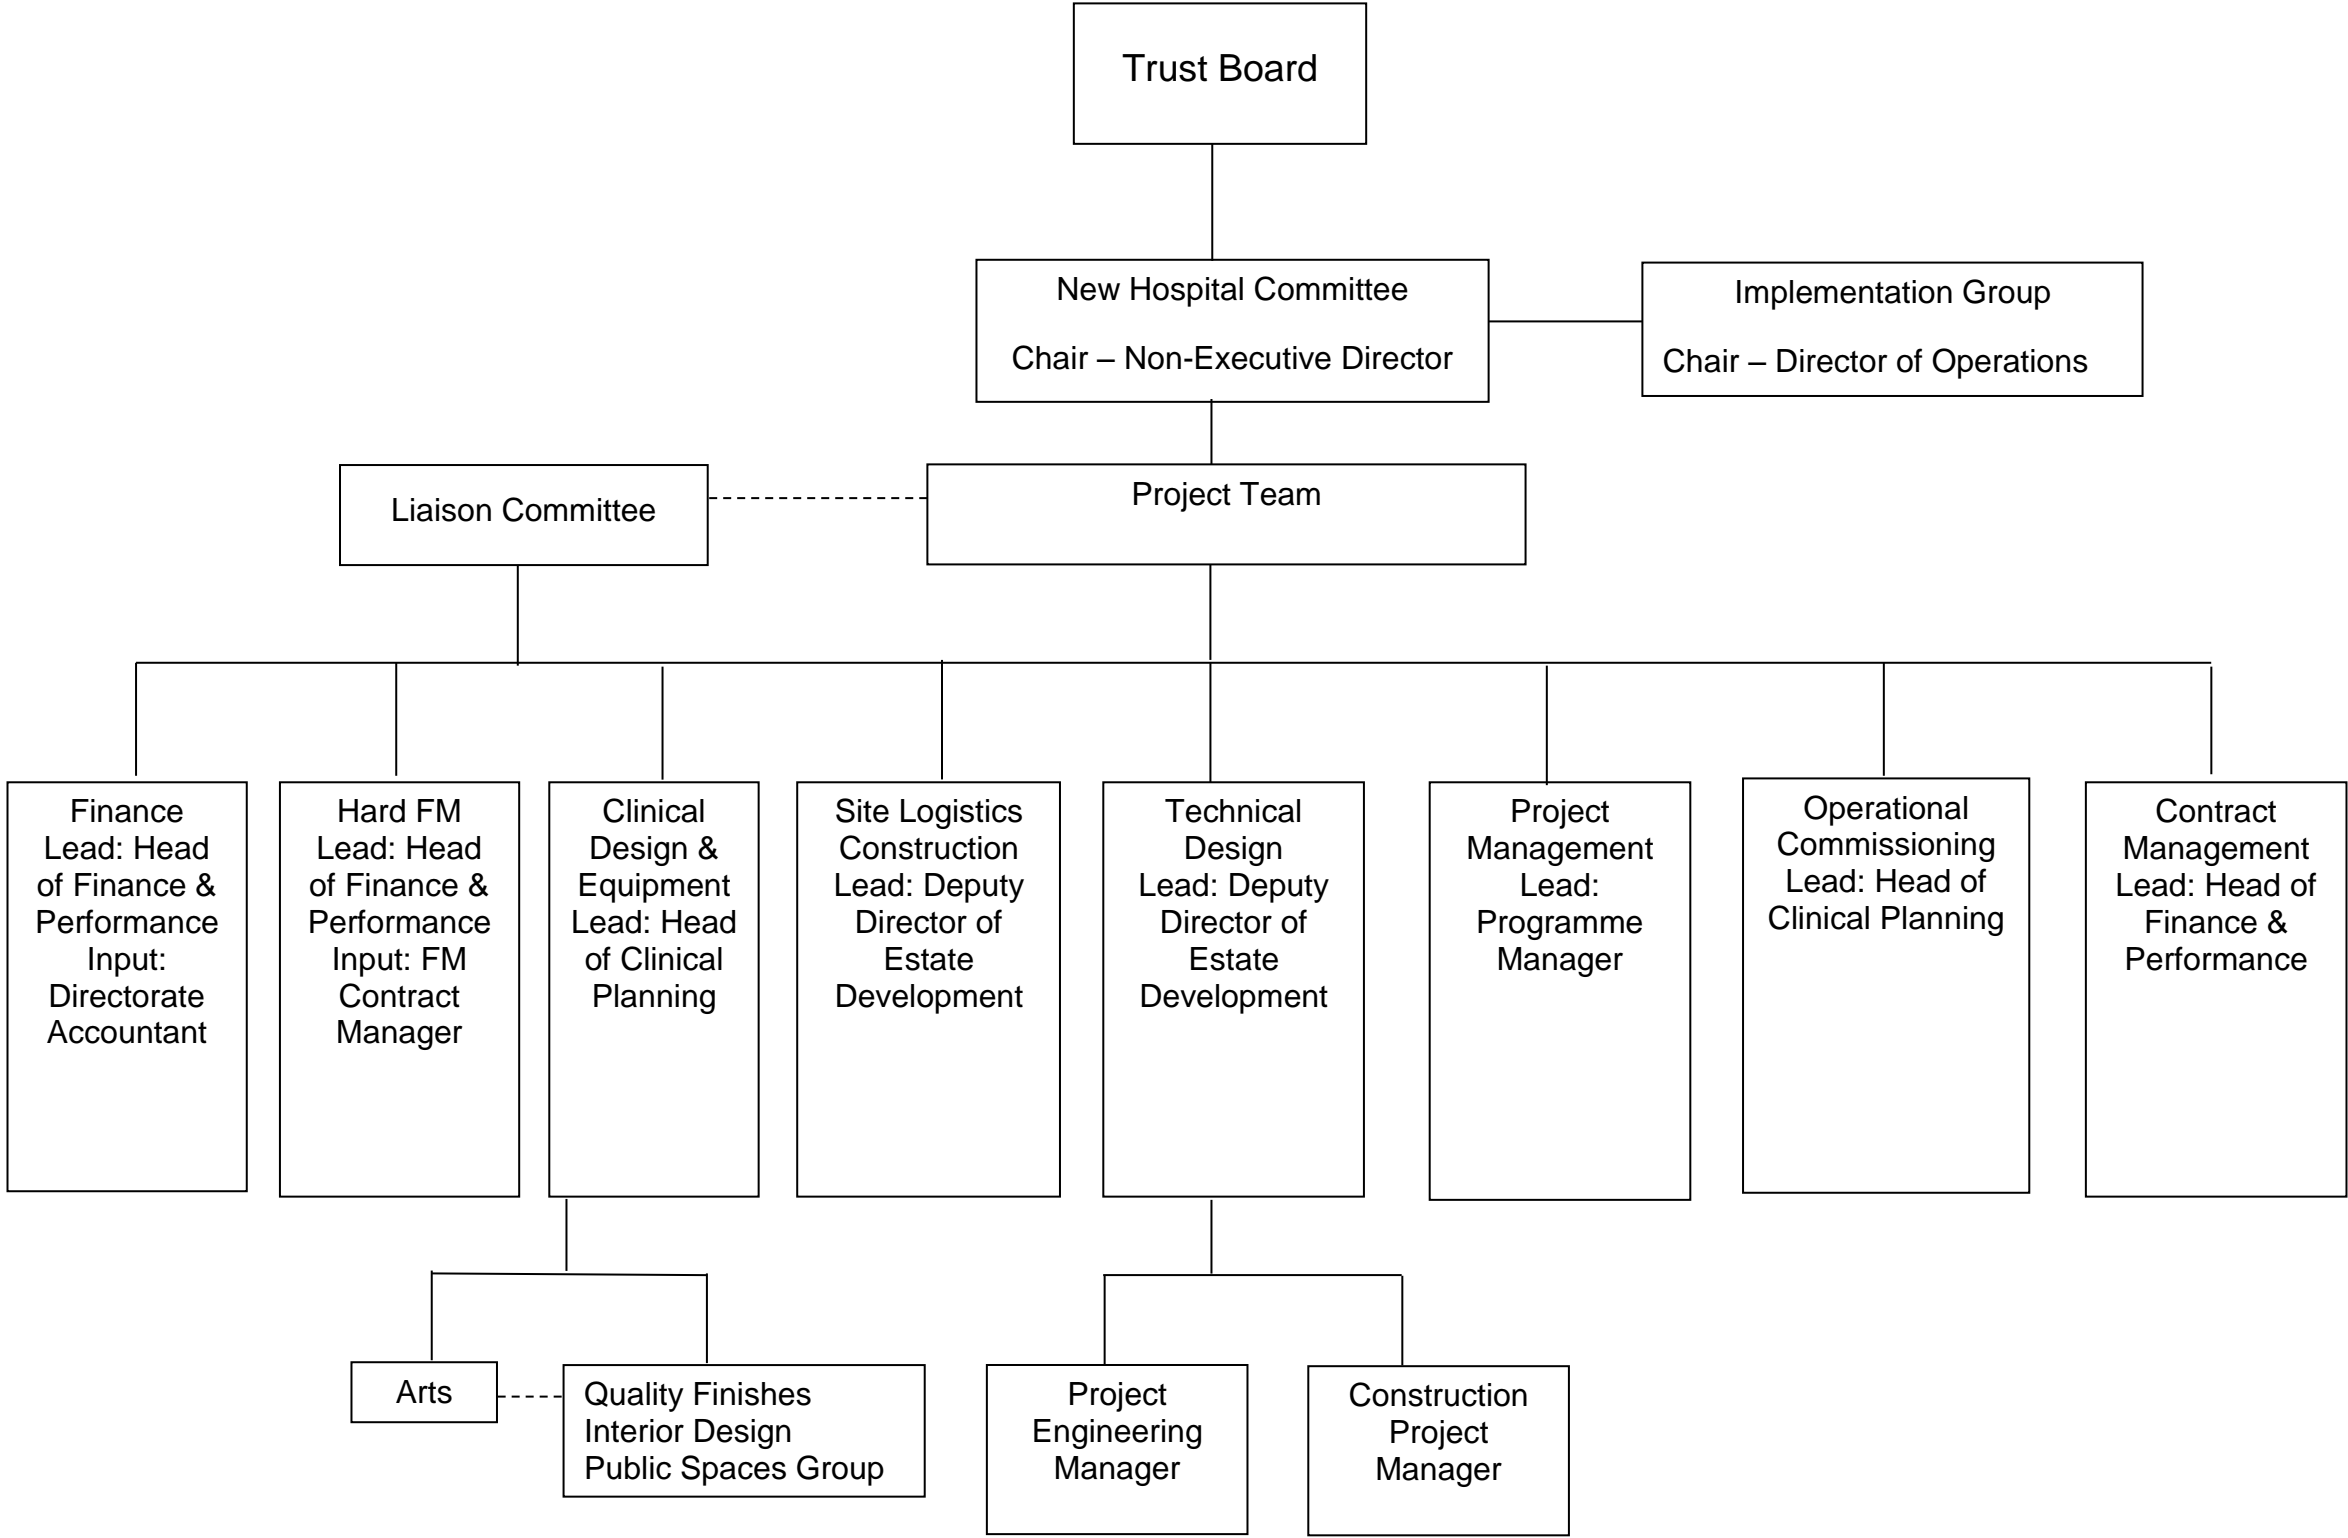 Trust Board
New Hospital Committee
Chair – Non-Executive Director
Implementation Group
Chair – Director of Operations
Liaison Committee
Project Team
Finance
Lead: Head
of Finance &
Performance
Input:
Directorate
Accountant
Hard FM
Lead: Head
of Finance &
Performance
Input: FM
Contract
Manager
Clinical
Design &
Equipment
Lead: Head
of Clinical
Planning
Site Logistics
Construction
Lead: Deputy
Director of
Estate
Development
Technical
Design
Lead: Deputy
Director of
Estate
Development
Project
Management
Lead:
Programme
Manager
Operational
Commissioning
Lead: Head of
Clinical Planning
Contract
Management
Lead: Head of
Finance &
Performance
Arts
Quality Finishes
Interior Design
Public Spaces Group
Project
Engineering
Manager
Construction
Project
Manager